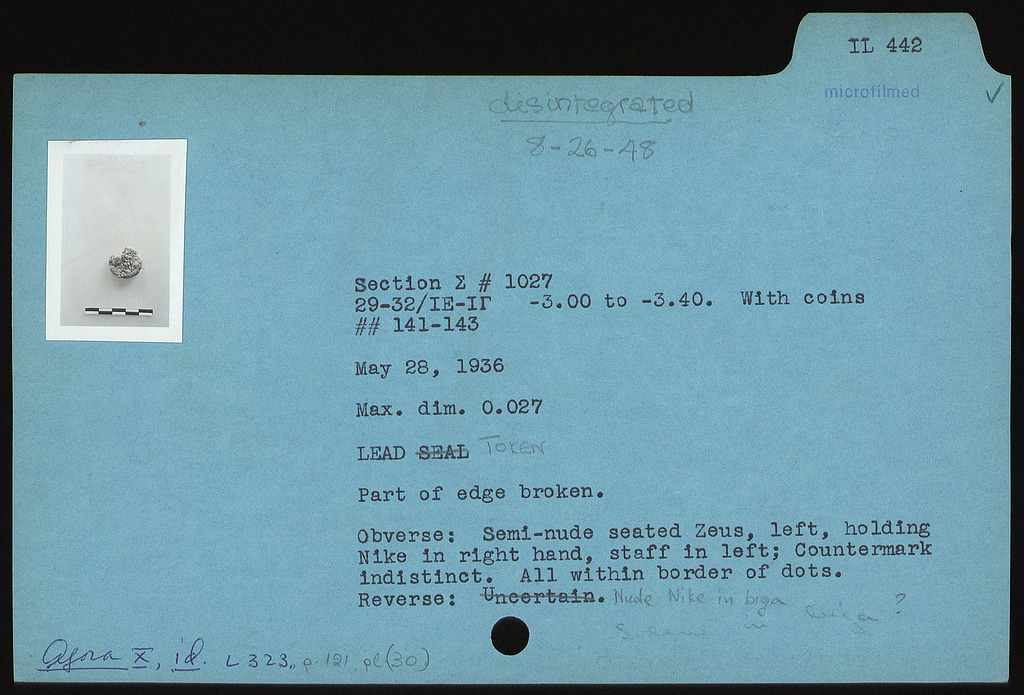 IL 442
microfilmed ✓
disintegrated
8-26-48
Section Σ # 1027
29-32/ΙΕ-ΙΓ -3.00 to -3.40. With coins
## 141-143
May 28, 1936
Max. dim. 0.027
LEAD SEAL TOKEN
Part of edge broken.
Obverse: Semi-nude seated Zeus, left, holding
Nike in right hand, staff in left; Countermark
indistinct. All within border of dots.
Reverse: Uncertain. Nude Nike in biga
in biga ?
Agora X, id. L 323, p. 121 pl (30)